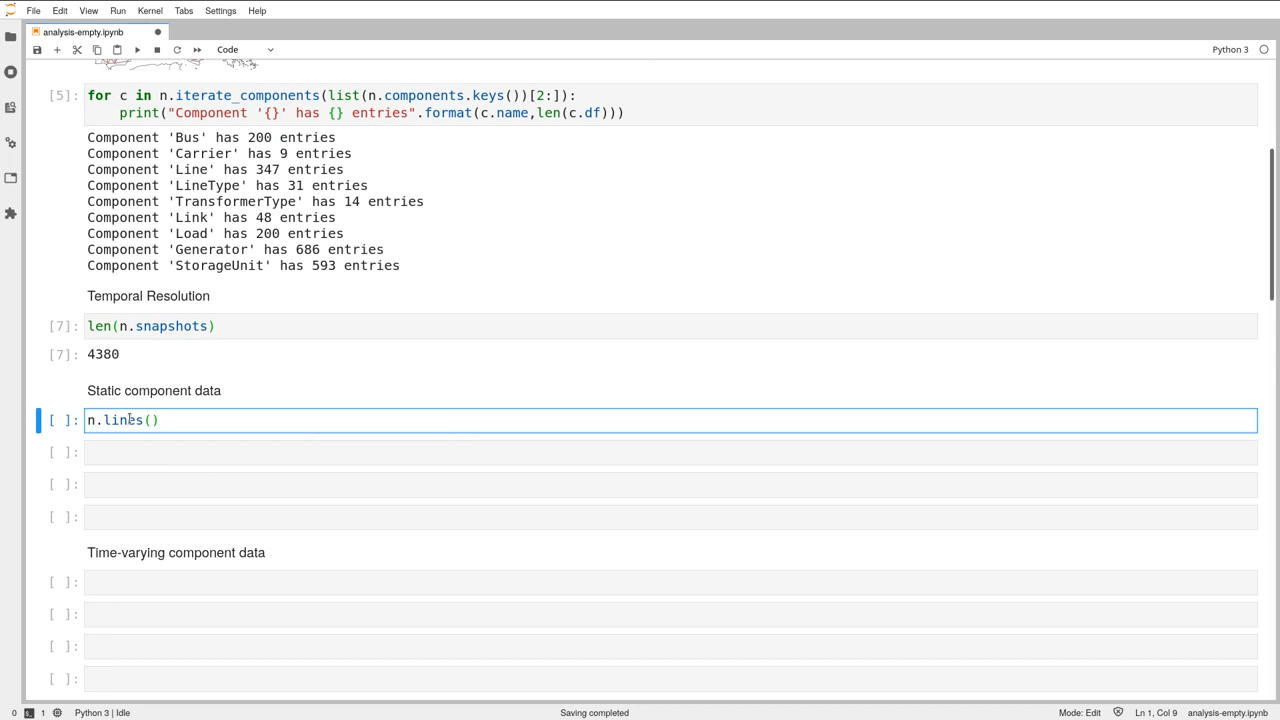 File Edit View Run Kernel Tabs Settings Help
analysis-empty.ipynb
Code
Python 3
[5]: for c in n.iterate_components(list(n.components.keys())[2:]):
print("Component '{}' has {} entries".format(c.name,len(c.df)))
Component 'Bus' has 200 entries
Component 'Carrier' has 9 entries
Component 'Line' has 347 entries
Component 'LineType' has 31 entries
Component 'TransformerType' has 14 entries
Component 'Link' has 48 entries
Component 'Load' has 200 entries
Component 'Generator' has 686 entries
Component 'StorageUnit' has 593 entries
Temporal Resolution
[7]: len(n.snapshots)
[7]: 4380
Static component data
[ ]: n.lines()
[ ]:
[ ]:
[ ]:
Time-varying component data
[ ]:
[ ]:
[ ]:
[ ]:
0 1 Python 3 | Idle Saving completed Mode: Edit Ln 1, Col 9 analysis-empty.ipynb